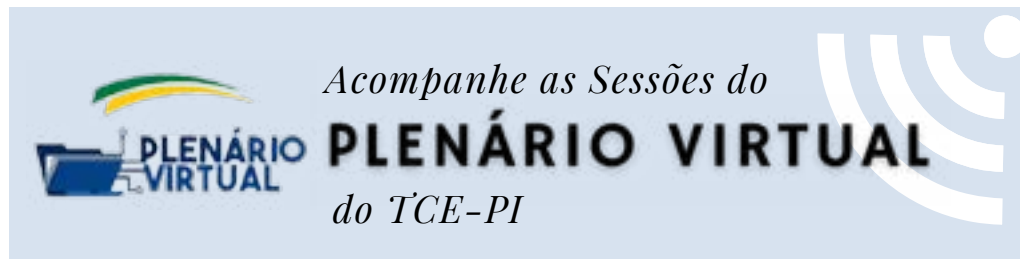 PLENÁRIO
VIRTUAL
Acompanhe as Sessões do
PLENÁRIO VIRTUAL
do TCE-PI